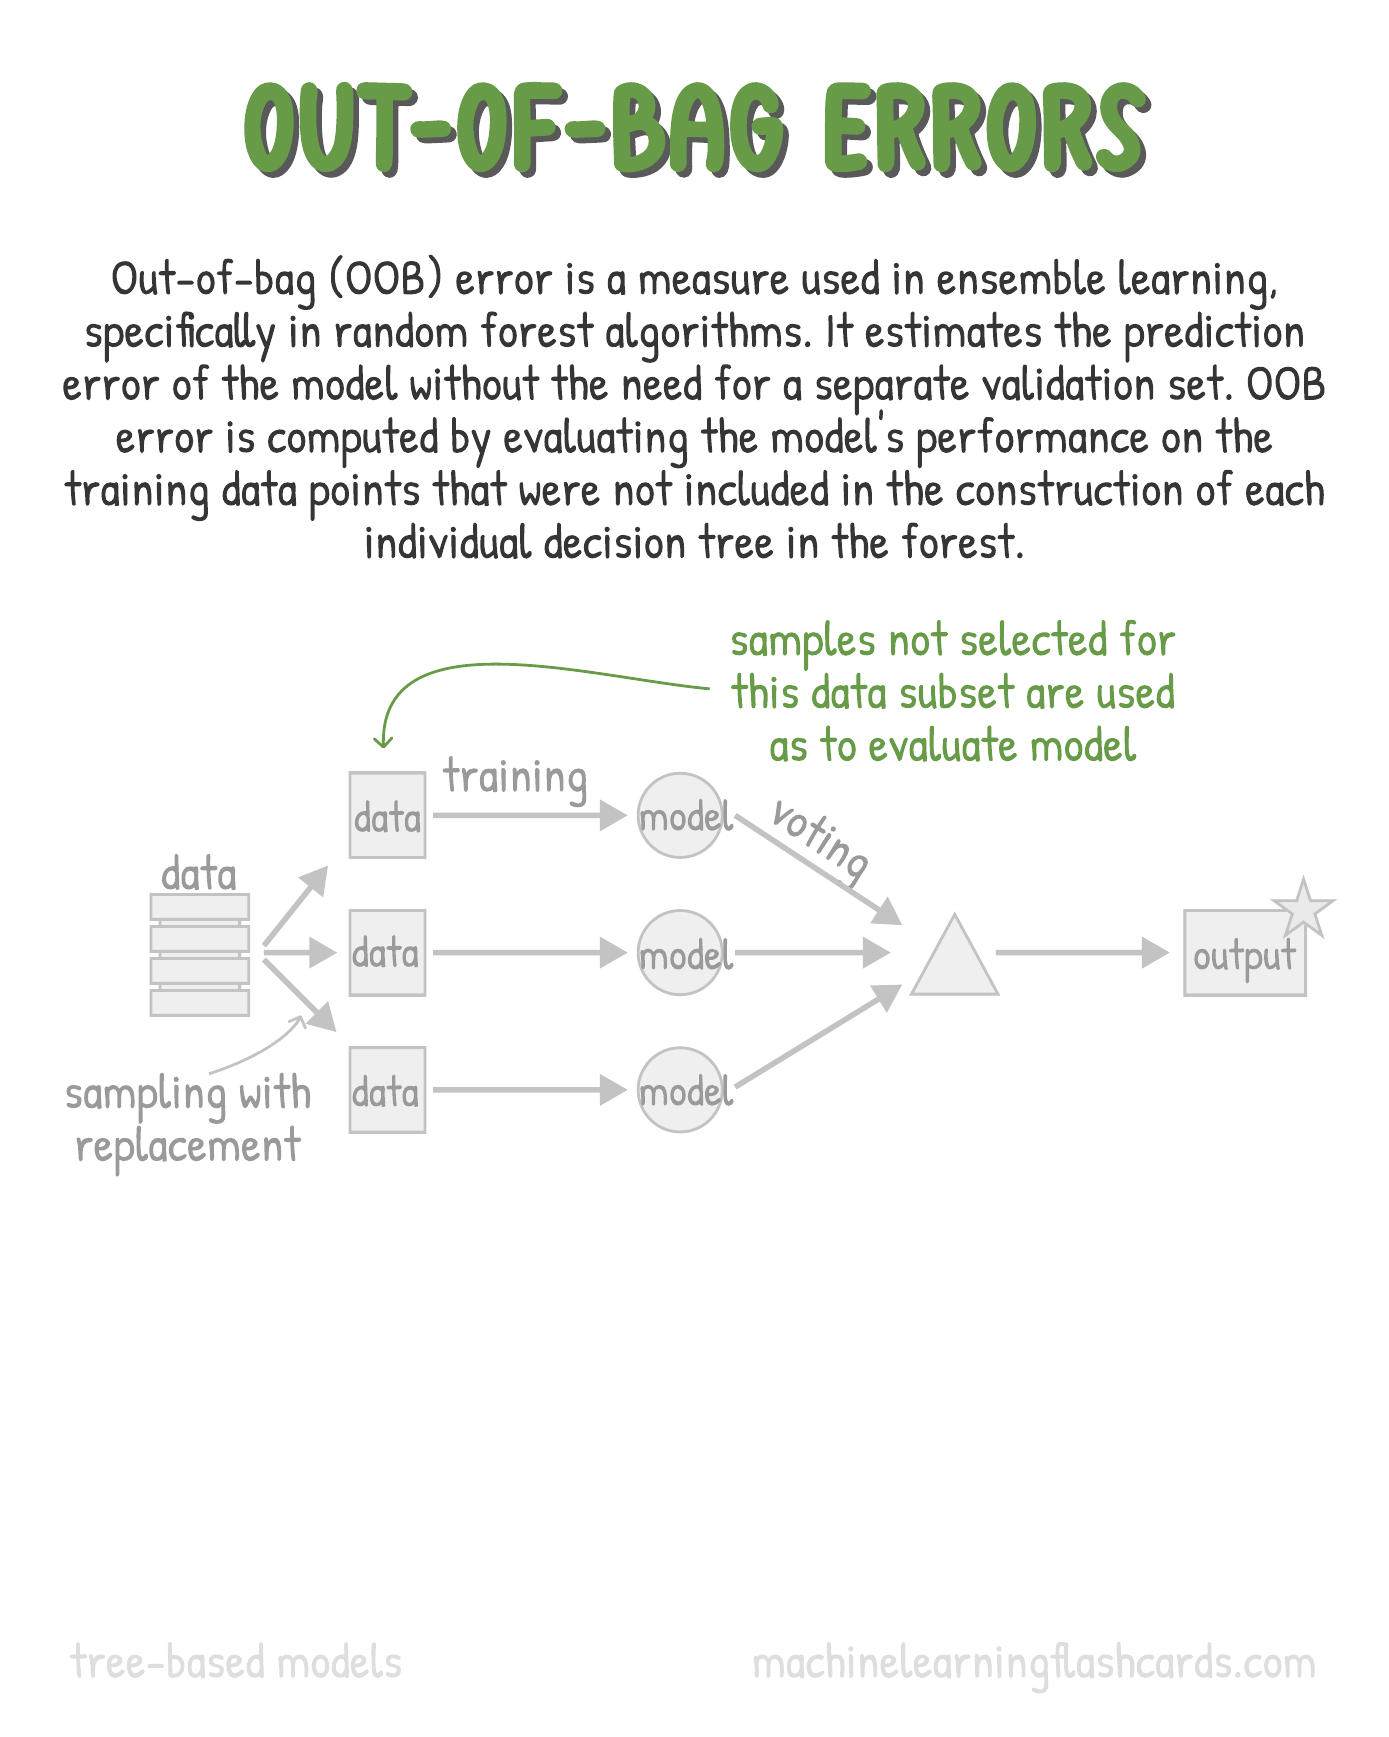 OUT-OF-BAG ERRORS
Out-of-bag (OOB) error is a measure used in ensemble learning,
specifically in random forest algorithms. It estimates the prediction
error of the model without the need for a separate validation set. OOB
error is computed by evaluating the model's performance on the
training data points that were not included in the construction of each
individual decision tree in the forest.
samples not selected for
this data subset are used
as to evaluate model
training
data
model
voting
data
data
model
output
data
model
sampling with
replacement
tree-based models
machinelearningflashcards.com